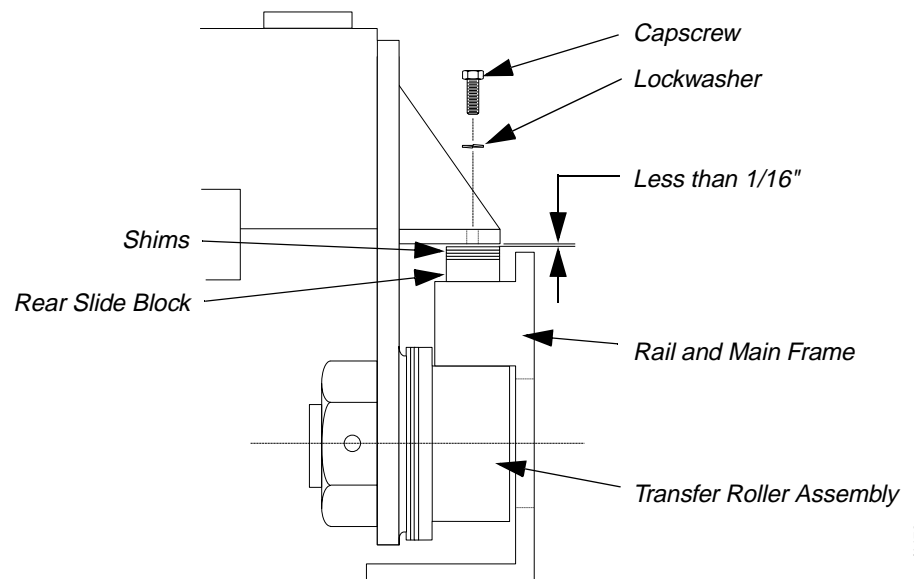 Capscrew
Lockwasher
Less than 1/16"
Shims
Rear Slide Block
Rail and Main Frame
Transfer Roller Assembly